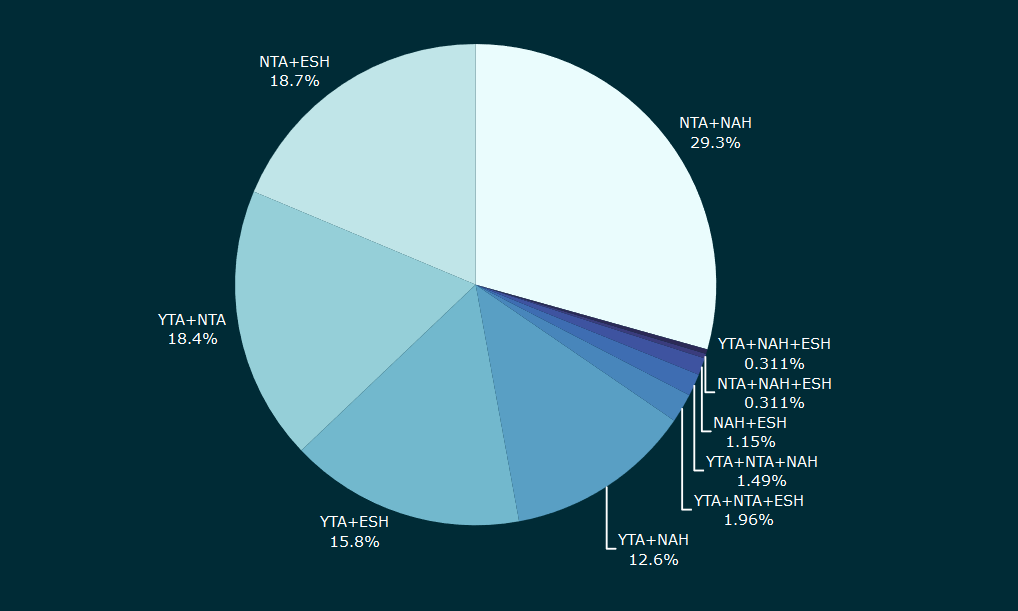 NTA+ESH
18.7%
NTA+NAH
29.3%
YTA+NTA
18.4%
YTA+NAH+ESH
0.311%
NTA+NAH+ESH
0.311%
NAH+ESH
1.15%
YTA+NTA+NAH
1.49%
YTA+NTA+ESH
1.96%
YTA+ESH
15.8%
YTA+NAH
12.6%